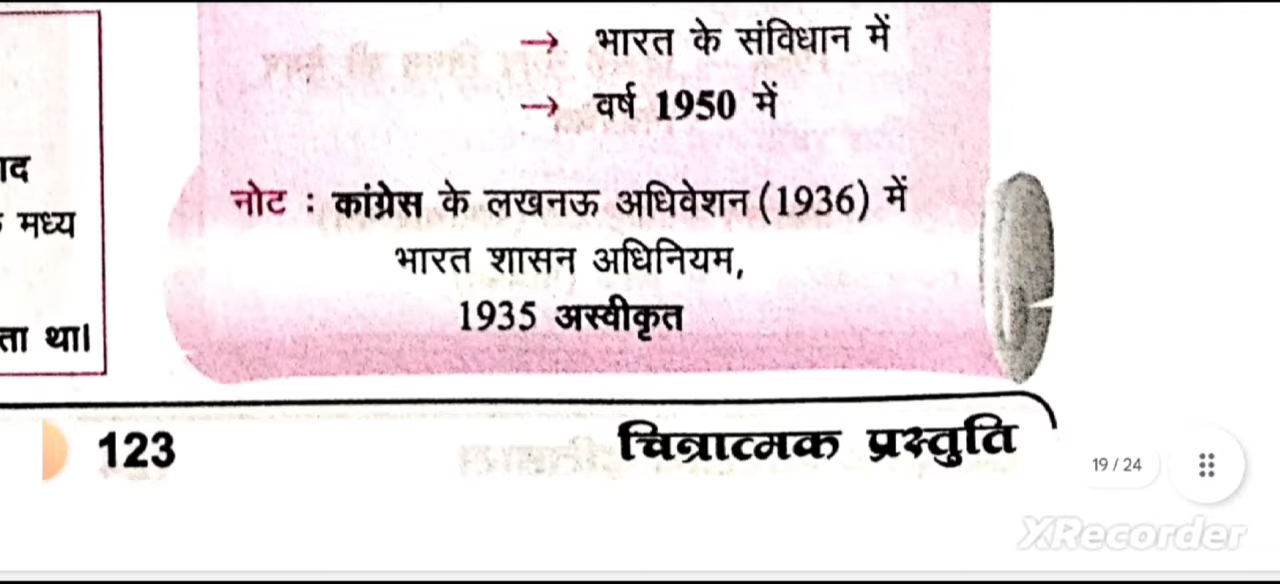 → भारत के संविधान में
→ वर्ष 1950 में
मध्य
नोट : कांग्रेस के लखनऊ अधिवेशन (1936) में
भारत शासन अधिनियम,
1935 अस्वीकृत
था।
123 चित्रात्मक प्रस्तुति
19 / 24
XRecorder